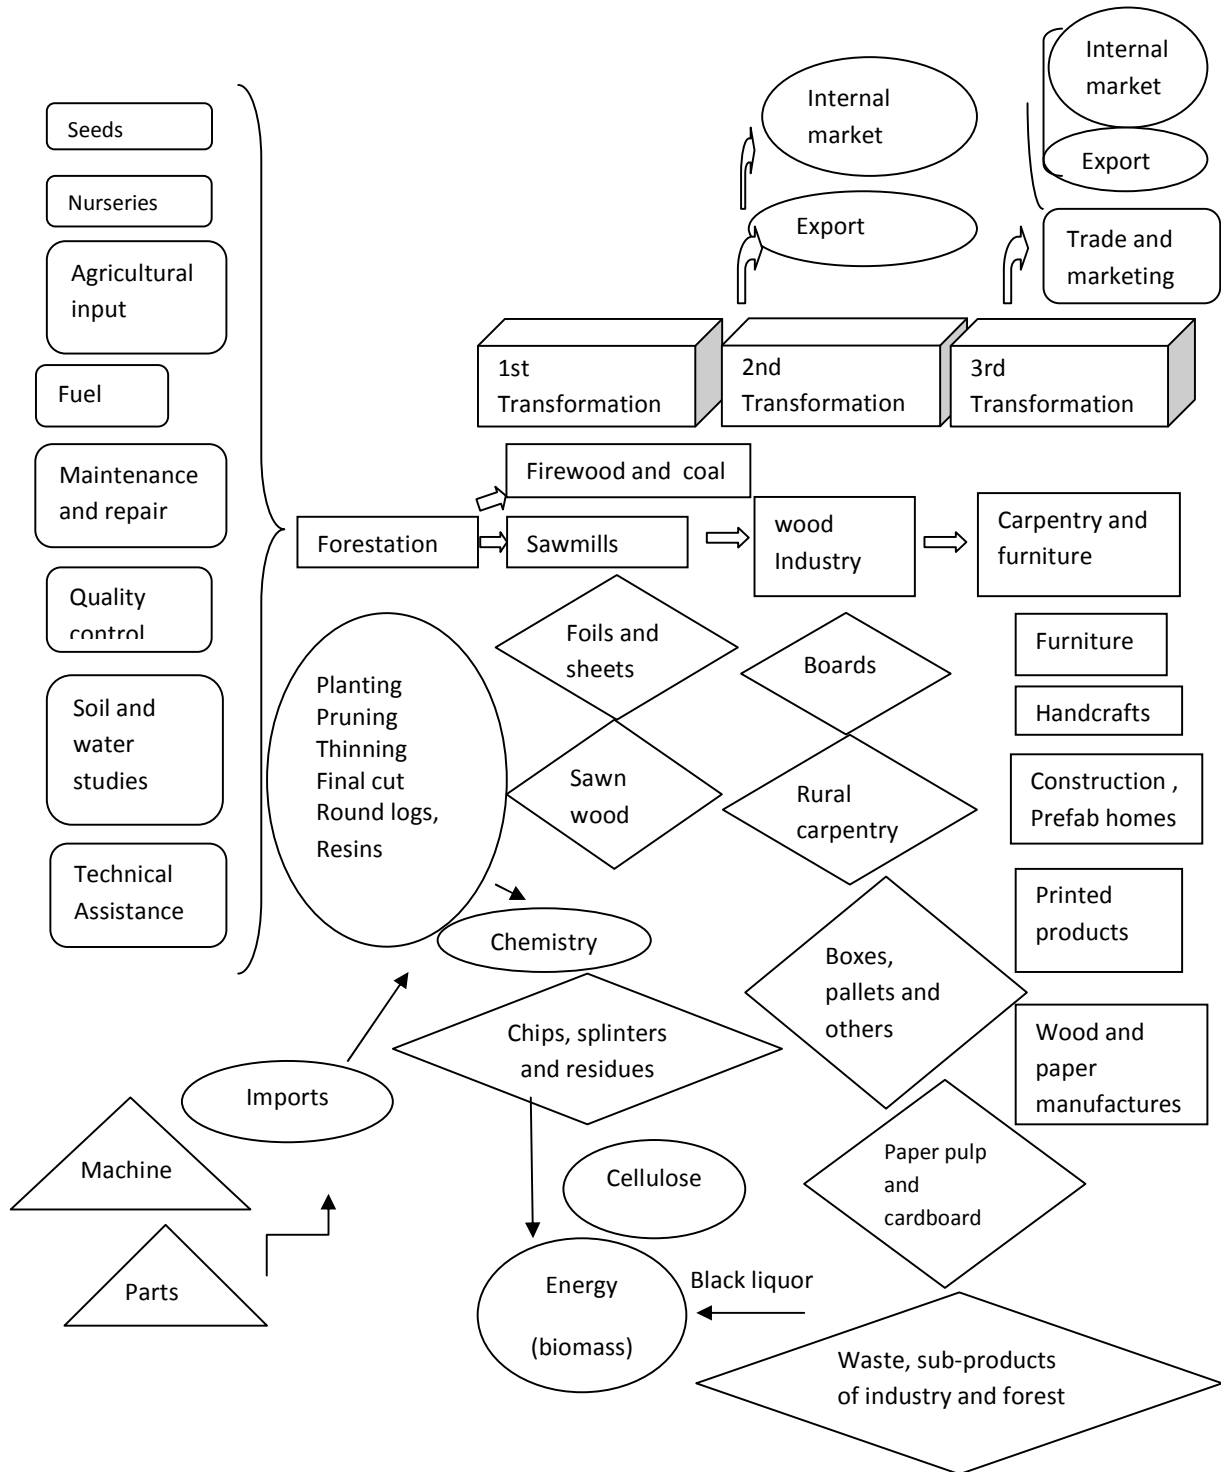 Internal
market
Export
Trade and
marketing
Internal
market
Export
Seeds
Nurseries
Agricultural
input
Fuel
Maintenance
and repair
Quality
control
Soil and
water
studies
Technical
Assistance
1st
Transformation
2nd
Transformation
3rd
Transformation
Firewood and coal
Forestation
Sawmills
wood
Industry
Carpentry and
furniture
Planting
Pruning
Thinning
Final cut
Round logs,
Resins
Foils and
sheets
Boards
Furniture
Handcrafts
Sawn
wood
Rural
carpentry
Construction ,
Prefab homes
Chemistry
Printed
products
Boxes,
pallets and
others
Chips, splinters
and residues
Wood and
paper
manufactures
Imports
Machine
Parts
Cellulose
Paper pulp
and
cardboard
Energy
(biomass)
Black liquor
Waste, sub-products
of industry and forest